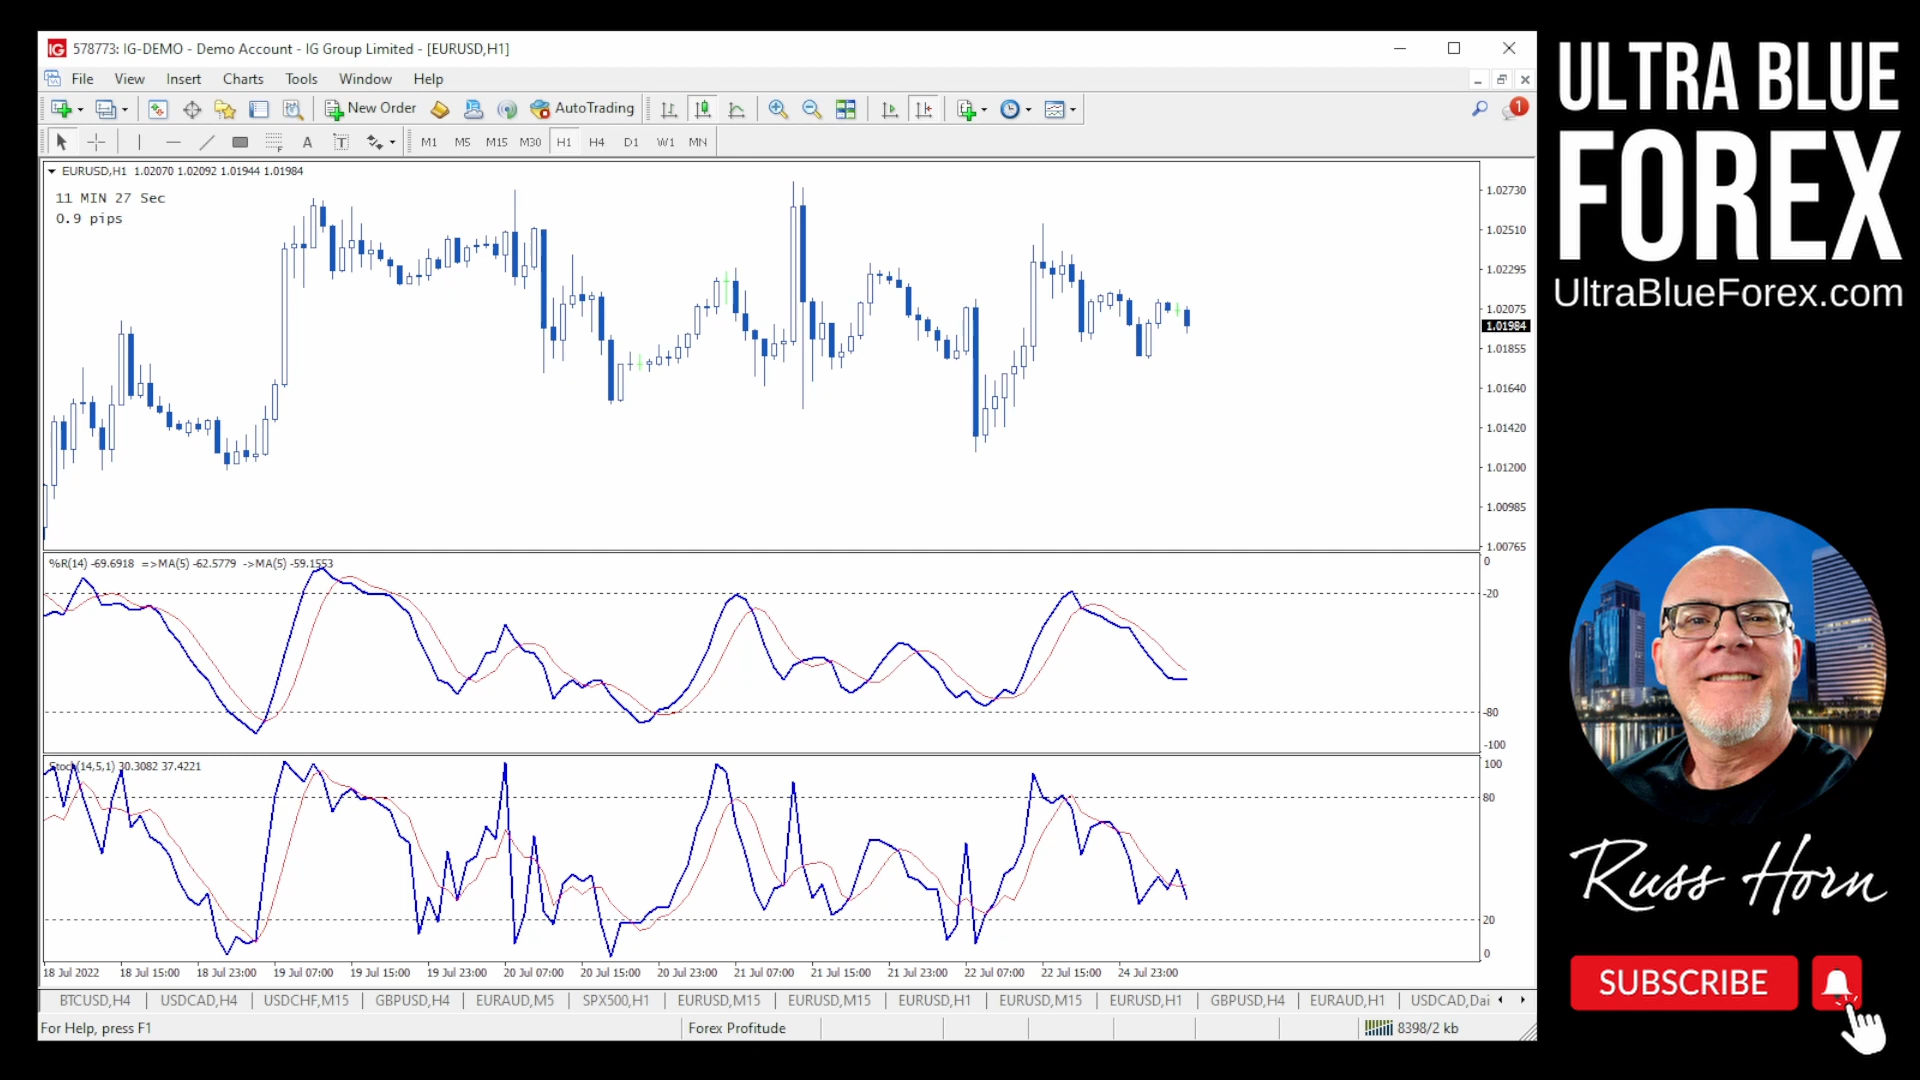 578773: IG-DEMO - Demo Account - IG Group Limited - [EURUSD,H1]
File View Insert Charts Tools Window Help
New Order AutoTrading 1
A T M1 M5 M15 M30 H1 H4 D1 W1 MN
EURUSD,H1 1.02070 1.02092 1.01944 1.01984
11 MIN 27 Sec
0.9 pips
1.02730
1.02510
1.02295
1.02075
1.01984
1.01855
1.01640
1.01420
1.01200
1.00985
1.00765
%R(14) -69.6918 =>MA(5) -62.5779 ->MA(5) -59.1553
0
-20
-80
-100
Stoch(14,5,1) 30.3082 37.4221
100
80
20
0
18 Jul 2022 18 Jul 15:00 18 Jul 23:00 19 Jul 07:00 19 Jul 15:00 19 Jul 23:00 20 Jul 07:00 20 Jul 15:00 20 Jul 23:00 21 Jul 07:00 21 Jul 15:00 21 Jul 23:00 22 Jul 07:00 22 Jul 15:00 24 Jul 23:00
BTCUSD,H4 USDCAD,H4 USDCHF,M15 GBPUSD,H4 EURAUD,M5 SPX500,H1 EURUSD,M15 EURUSD,M15 EURUSD,H1 EURUSD,M15 EURUSD,H1 GBPUSD,H4 EURAUD,H1 USDCAD,Dai
For Help, press F1 Forex Profitude 8398/2 kb
ULTRA BLUE
FOREX
UltraBlueForex.com
Russ Horn
SUBSCRIBE